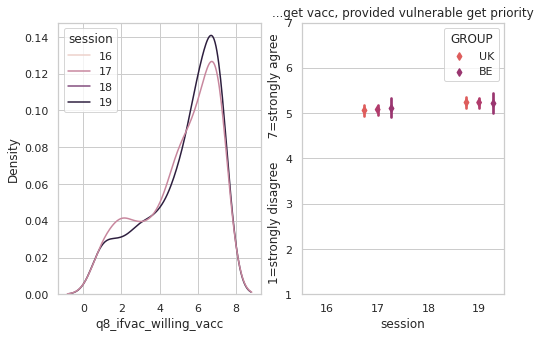 session
16
17
18
19
0.14
0.12
0.10
0.08
0.06
0.04
0.02
0.00
Density
0 2 4 6 8
q8_ifvac_willing_vacc
...get vacc, provided vulnerable get priority
GROUP
UK
BE
7
6
5
4
3
2
1
1=strongly disagree 7=strongly agree
16 17 18 19
session